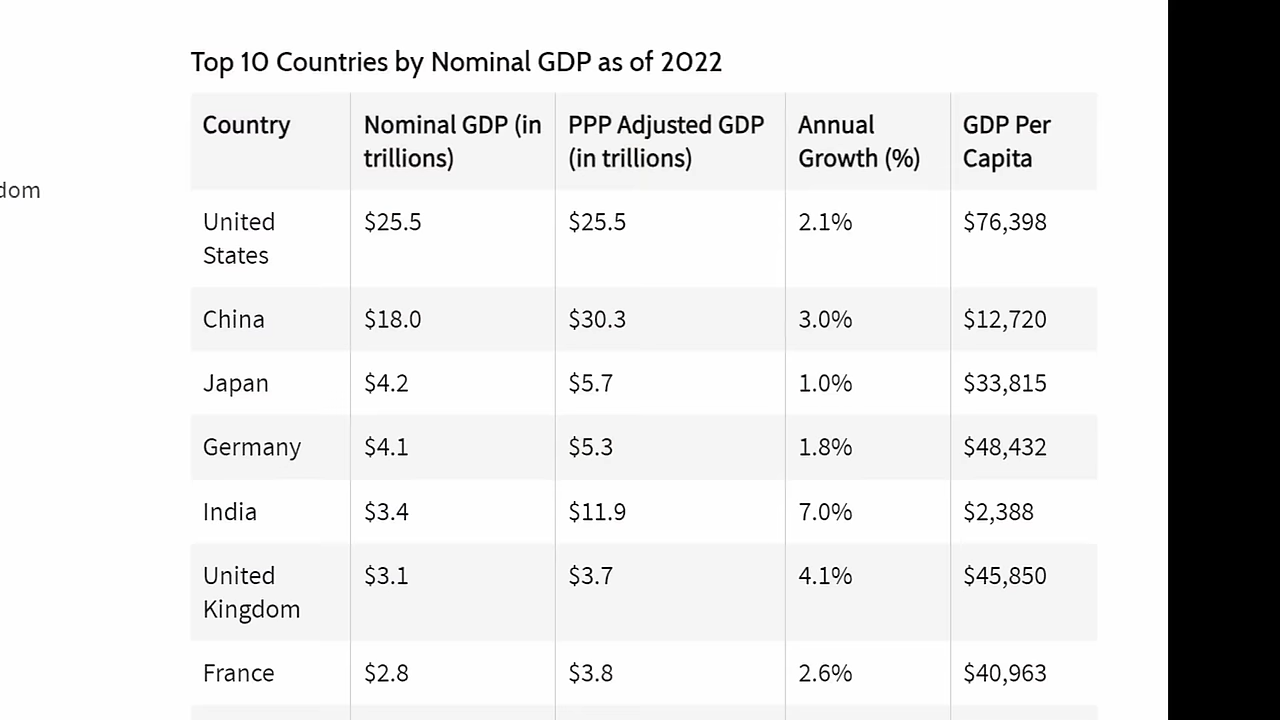 Top 10 Countries by Nominal GDP as of 2022
Country Nominal GDP (in trillions) PPP Adjusted GDP (in trillions) Annual Growth (%) GDP Per Capita
dom
United States $25.5 $25.5 2.1% $76,398
China $18.0 $30.3 3.0% $12,720
Japan $4.2 $5.7 1.0% $33,815
Germany $4.1 $5.3 1.8% $48,432
India $3.4 $11.9 7.0% $2,388
United Kingdom $3.1 $3.7 4.1% $45,850
France $2.8 $3.8 2.6% $40,963